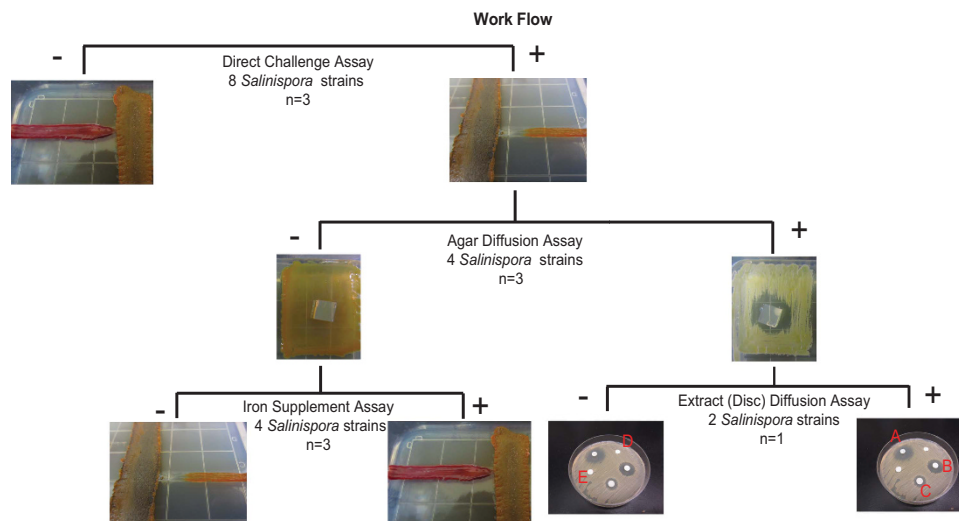 Work Flow
-
+
Direct Challenge Assay
8 Salinispora strains
n=3
-
+
Agar Diffusion Assay
4 Salinispora strains
n=3
-
+
Iron Supplement Assay
4 Salinispora strains
n=3
-
+
Extract (Disc) Diffusion Assay
2 Salinispora strains
n=1
D
E
A
B
C